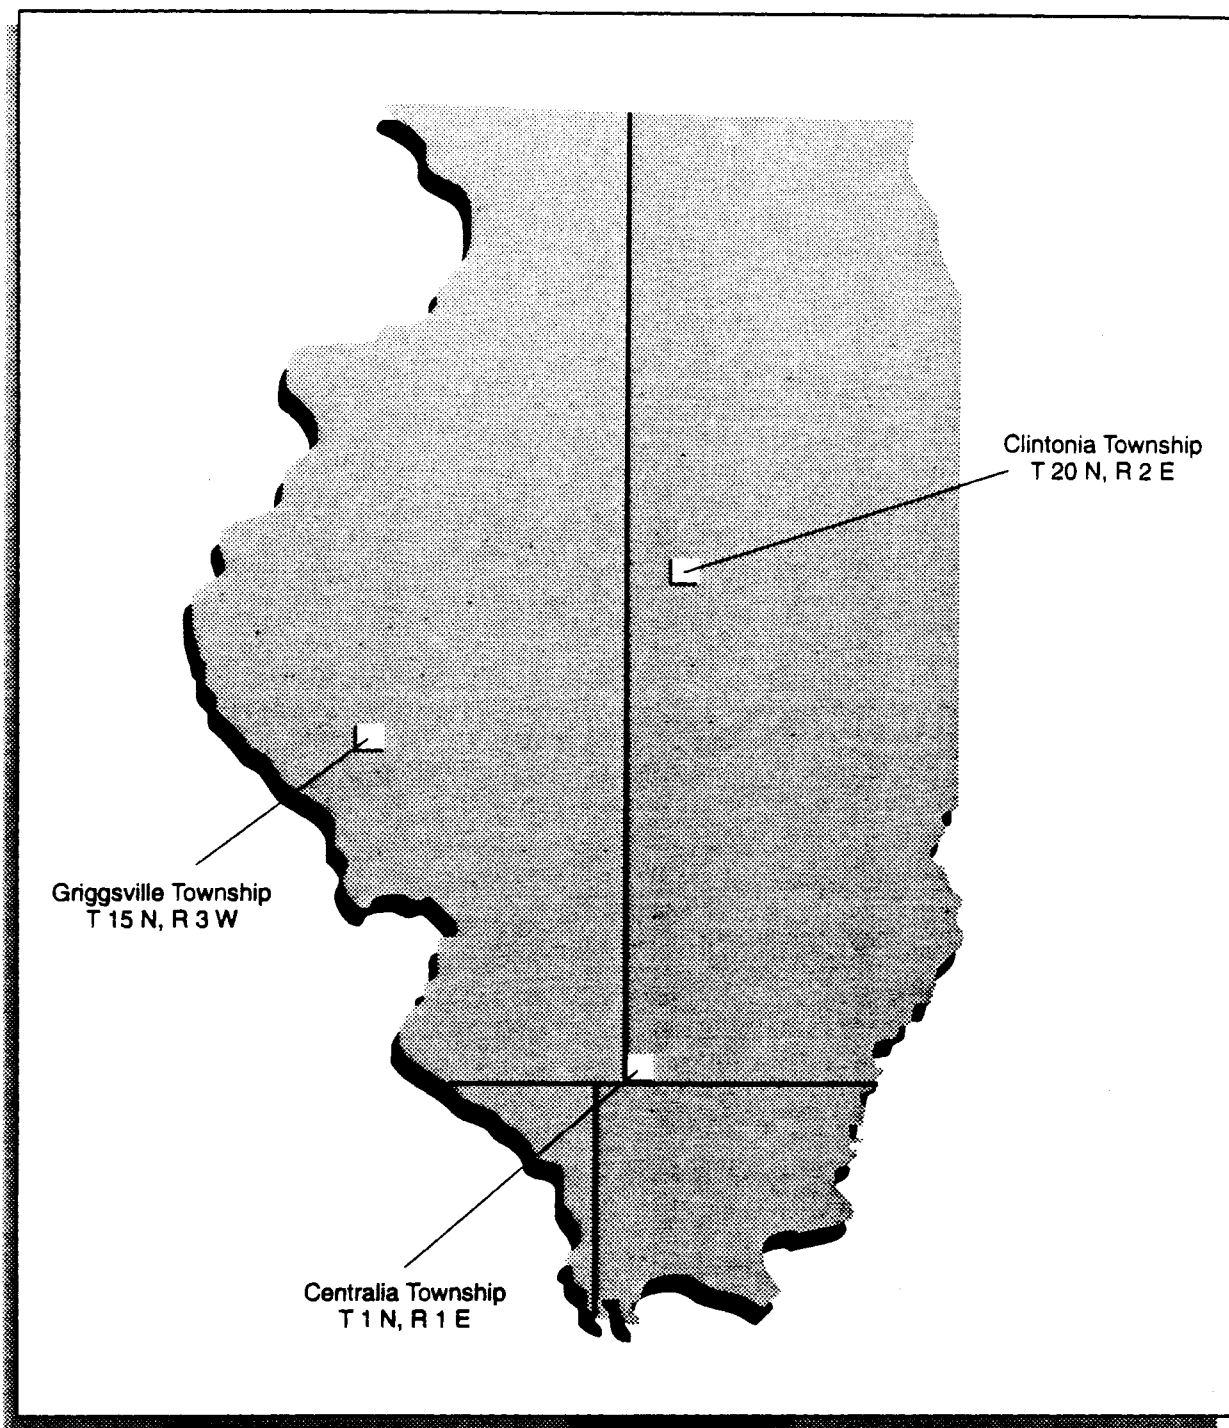 Clintonia Township
T 20 N, R 2 E
Griggsville Township
T 15 N, R 3 W
Centralia Township
T 1 N, R 1 E